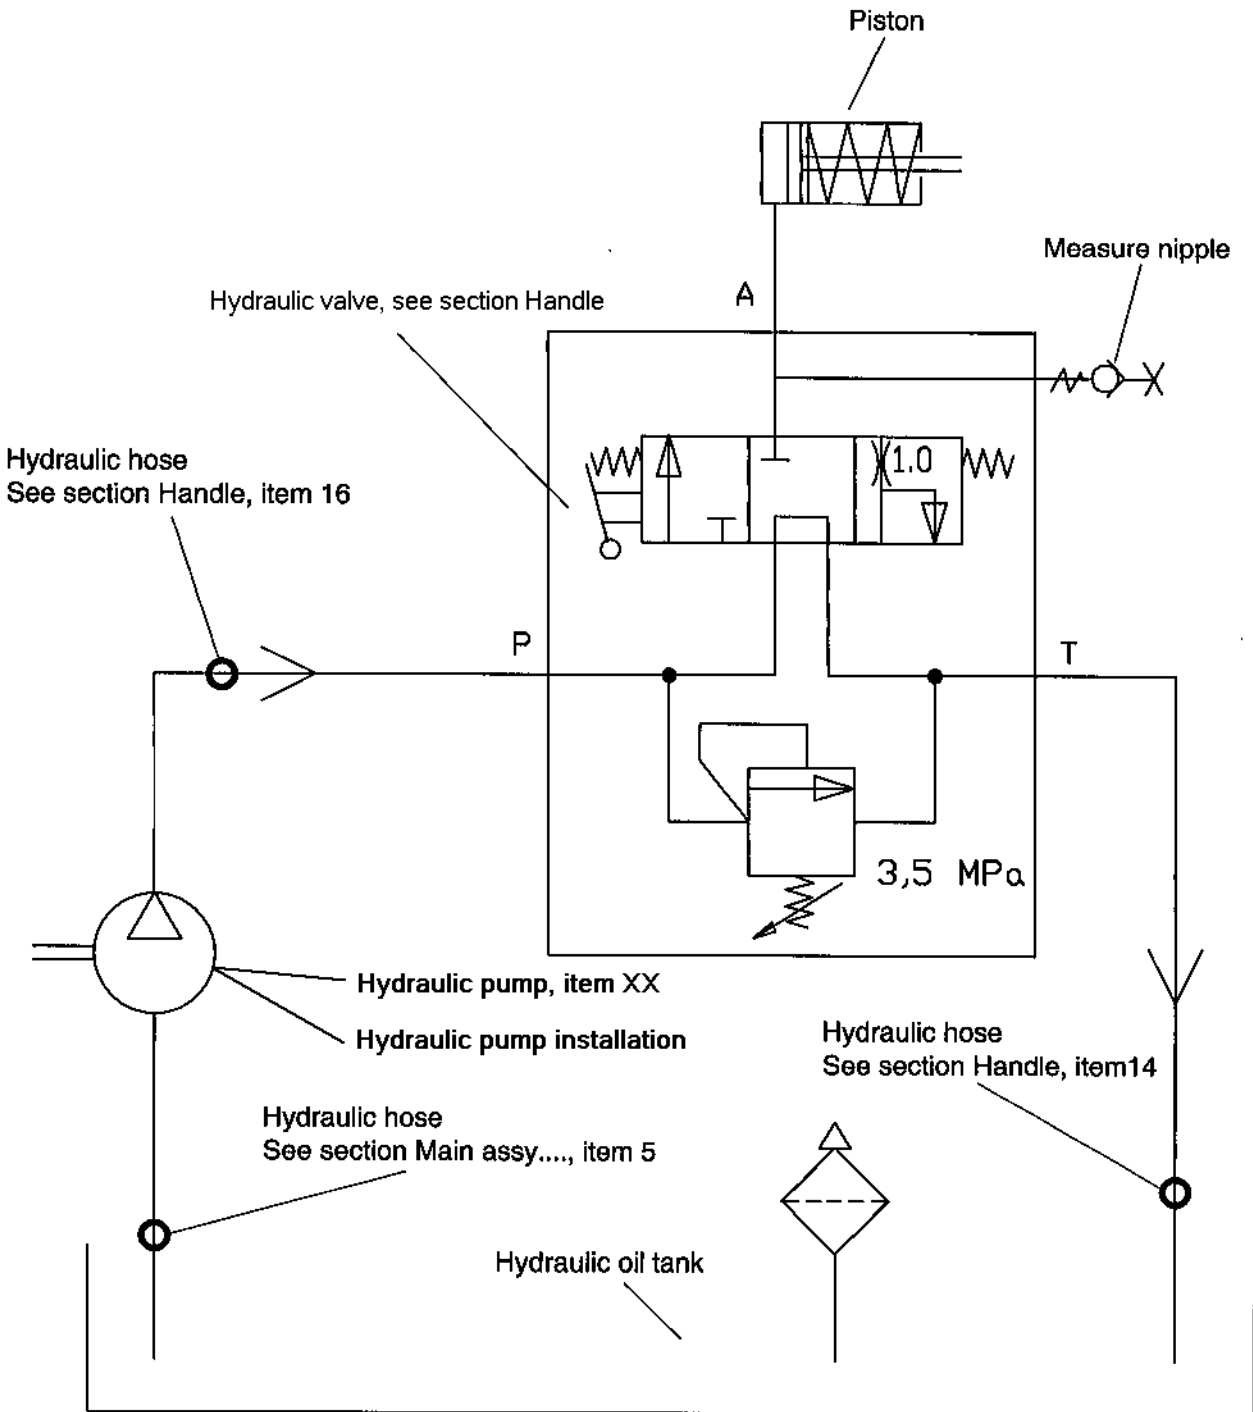 Piston
Measure nipple
A
Hydraulic valve, see section Handle
Hydraulic hose
See section Handle, item 16
1.0
P
T
3,5 MPa
Hydraulic pump, item XX
Hydraulic pump installation
Hydraulic hose
See section Handle, item14
Hydraulic hose
See section Main assy...., item 5
Hydraulic oil tank